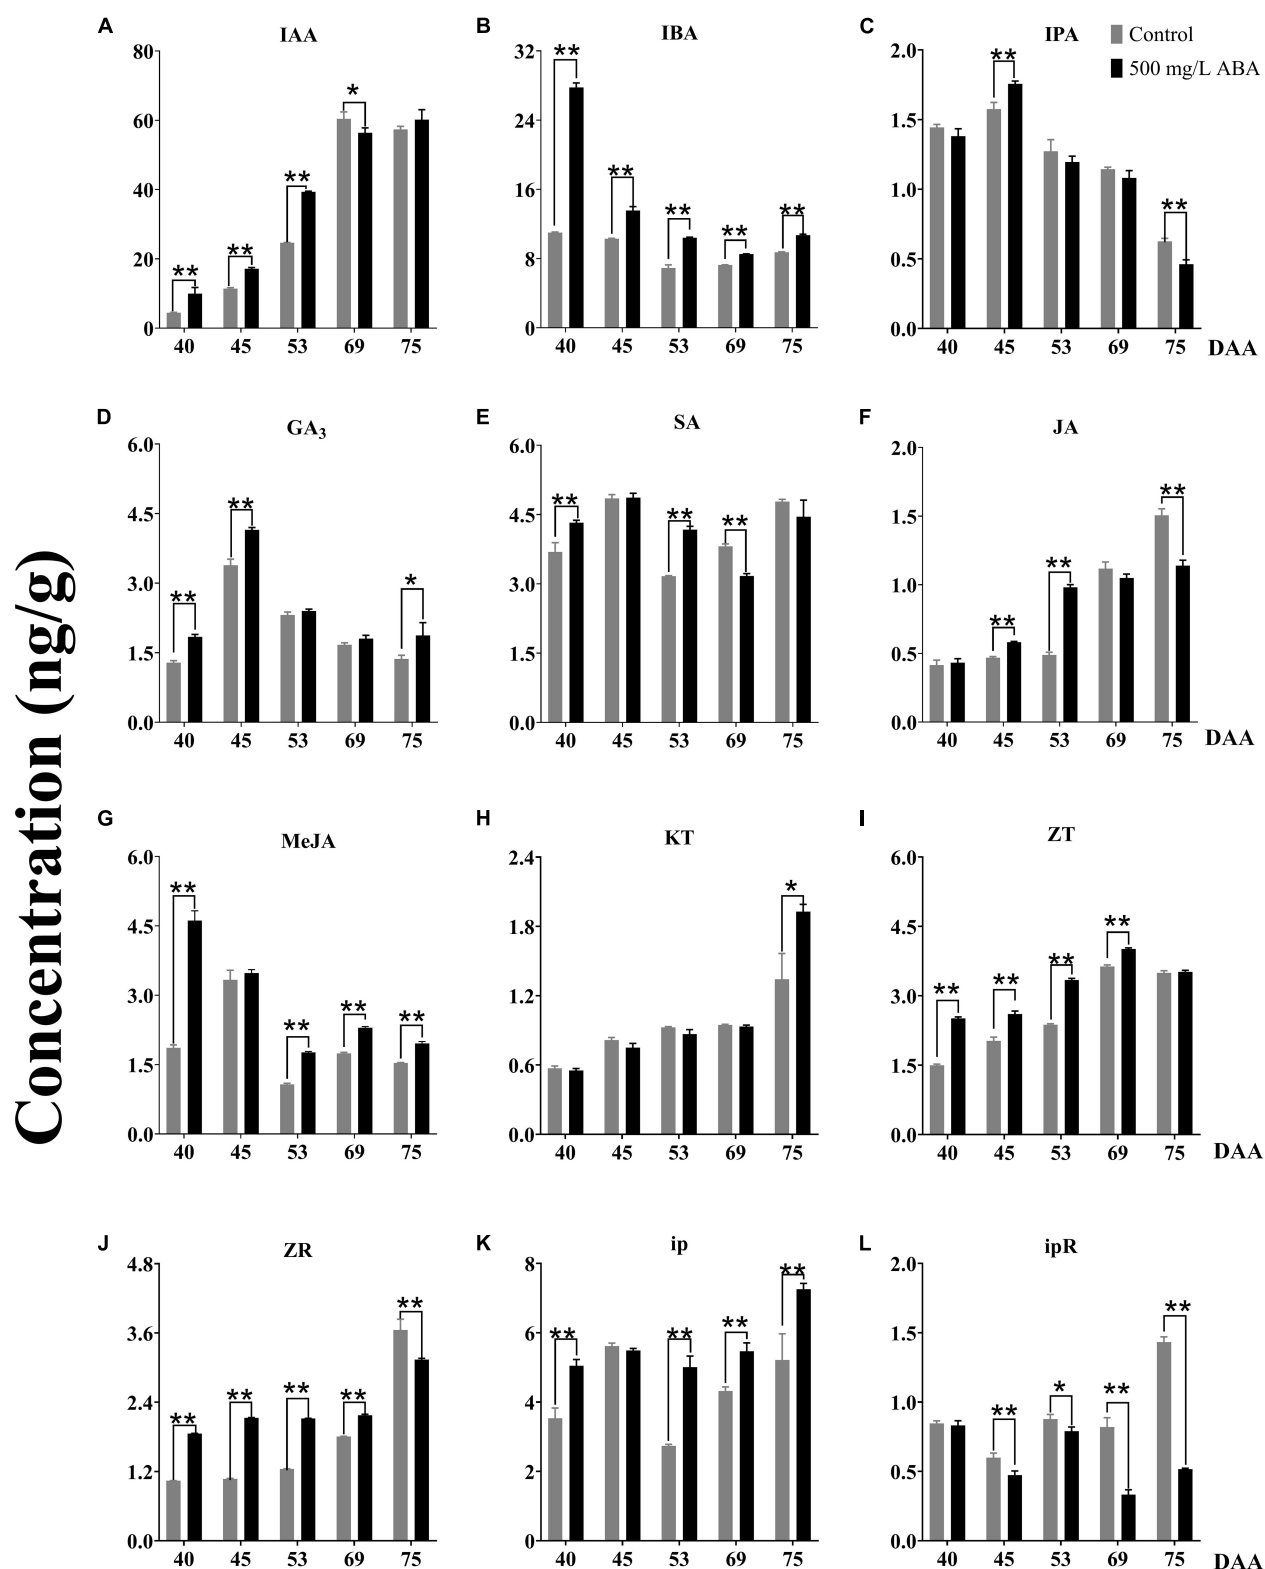 A
IAA
80
60
40
20
0
40 45 53 69 75
** ** ** *
B
IBA
32
24
16
8
0
40 45 53 69 75
** ** ** ** **
C
IPA
Control
500 mg/L ABA
2.0
1.5
1.0
0.5
0.0
40 45 53 69 75 DAA
** **
D
GA3
6.0
4.5
3.0
1.5
0.0
40 45 53 69 75
** ** *
E
SA
6.0
4.5
3.0
1.5
0.0
40 45 53 69 75
** ** **
F
JA
2.0
1.5
1.0
0.5
0.0
40 45 53 69 75 DAA
** ** **
Concentration (ng/g)
G
MeJA
6.0
4.5
3.0
1.5
0.0
40 45 53 69 75
** ** ** **
H
KT
2.4
1.8
1.2
0.6
0.0
40 45 53 69 75
*
I
ZT
6.0
4.5
3.0
1.5
0.0
40 45 53 69 75 DAA
** ** ** **
J
ZR
4.8
3.6
2.4
1.2
0.0
40 45 53 69 75
** ** ** ** **
K
ip
8
6
4
2
0
40 45 53 69 75
** ** ** **
L
ipR
2.0
1.5
1.0
0.5
0.0
40 45 53 69 75 DAA
** * ** **